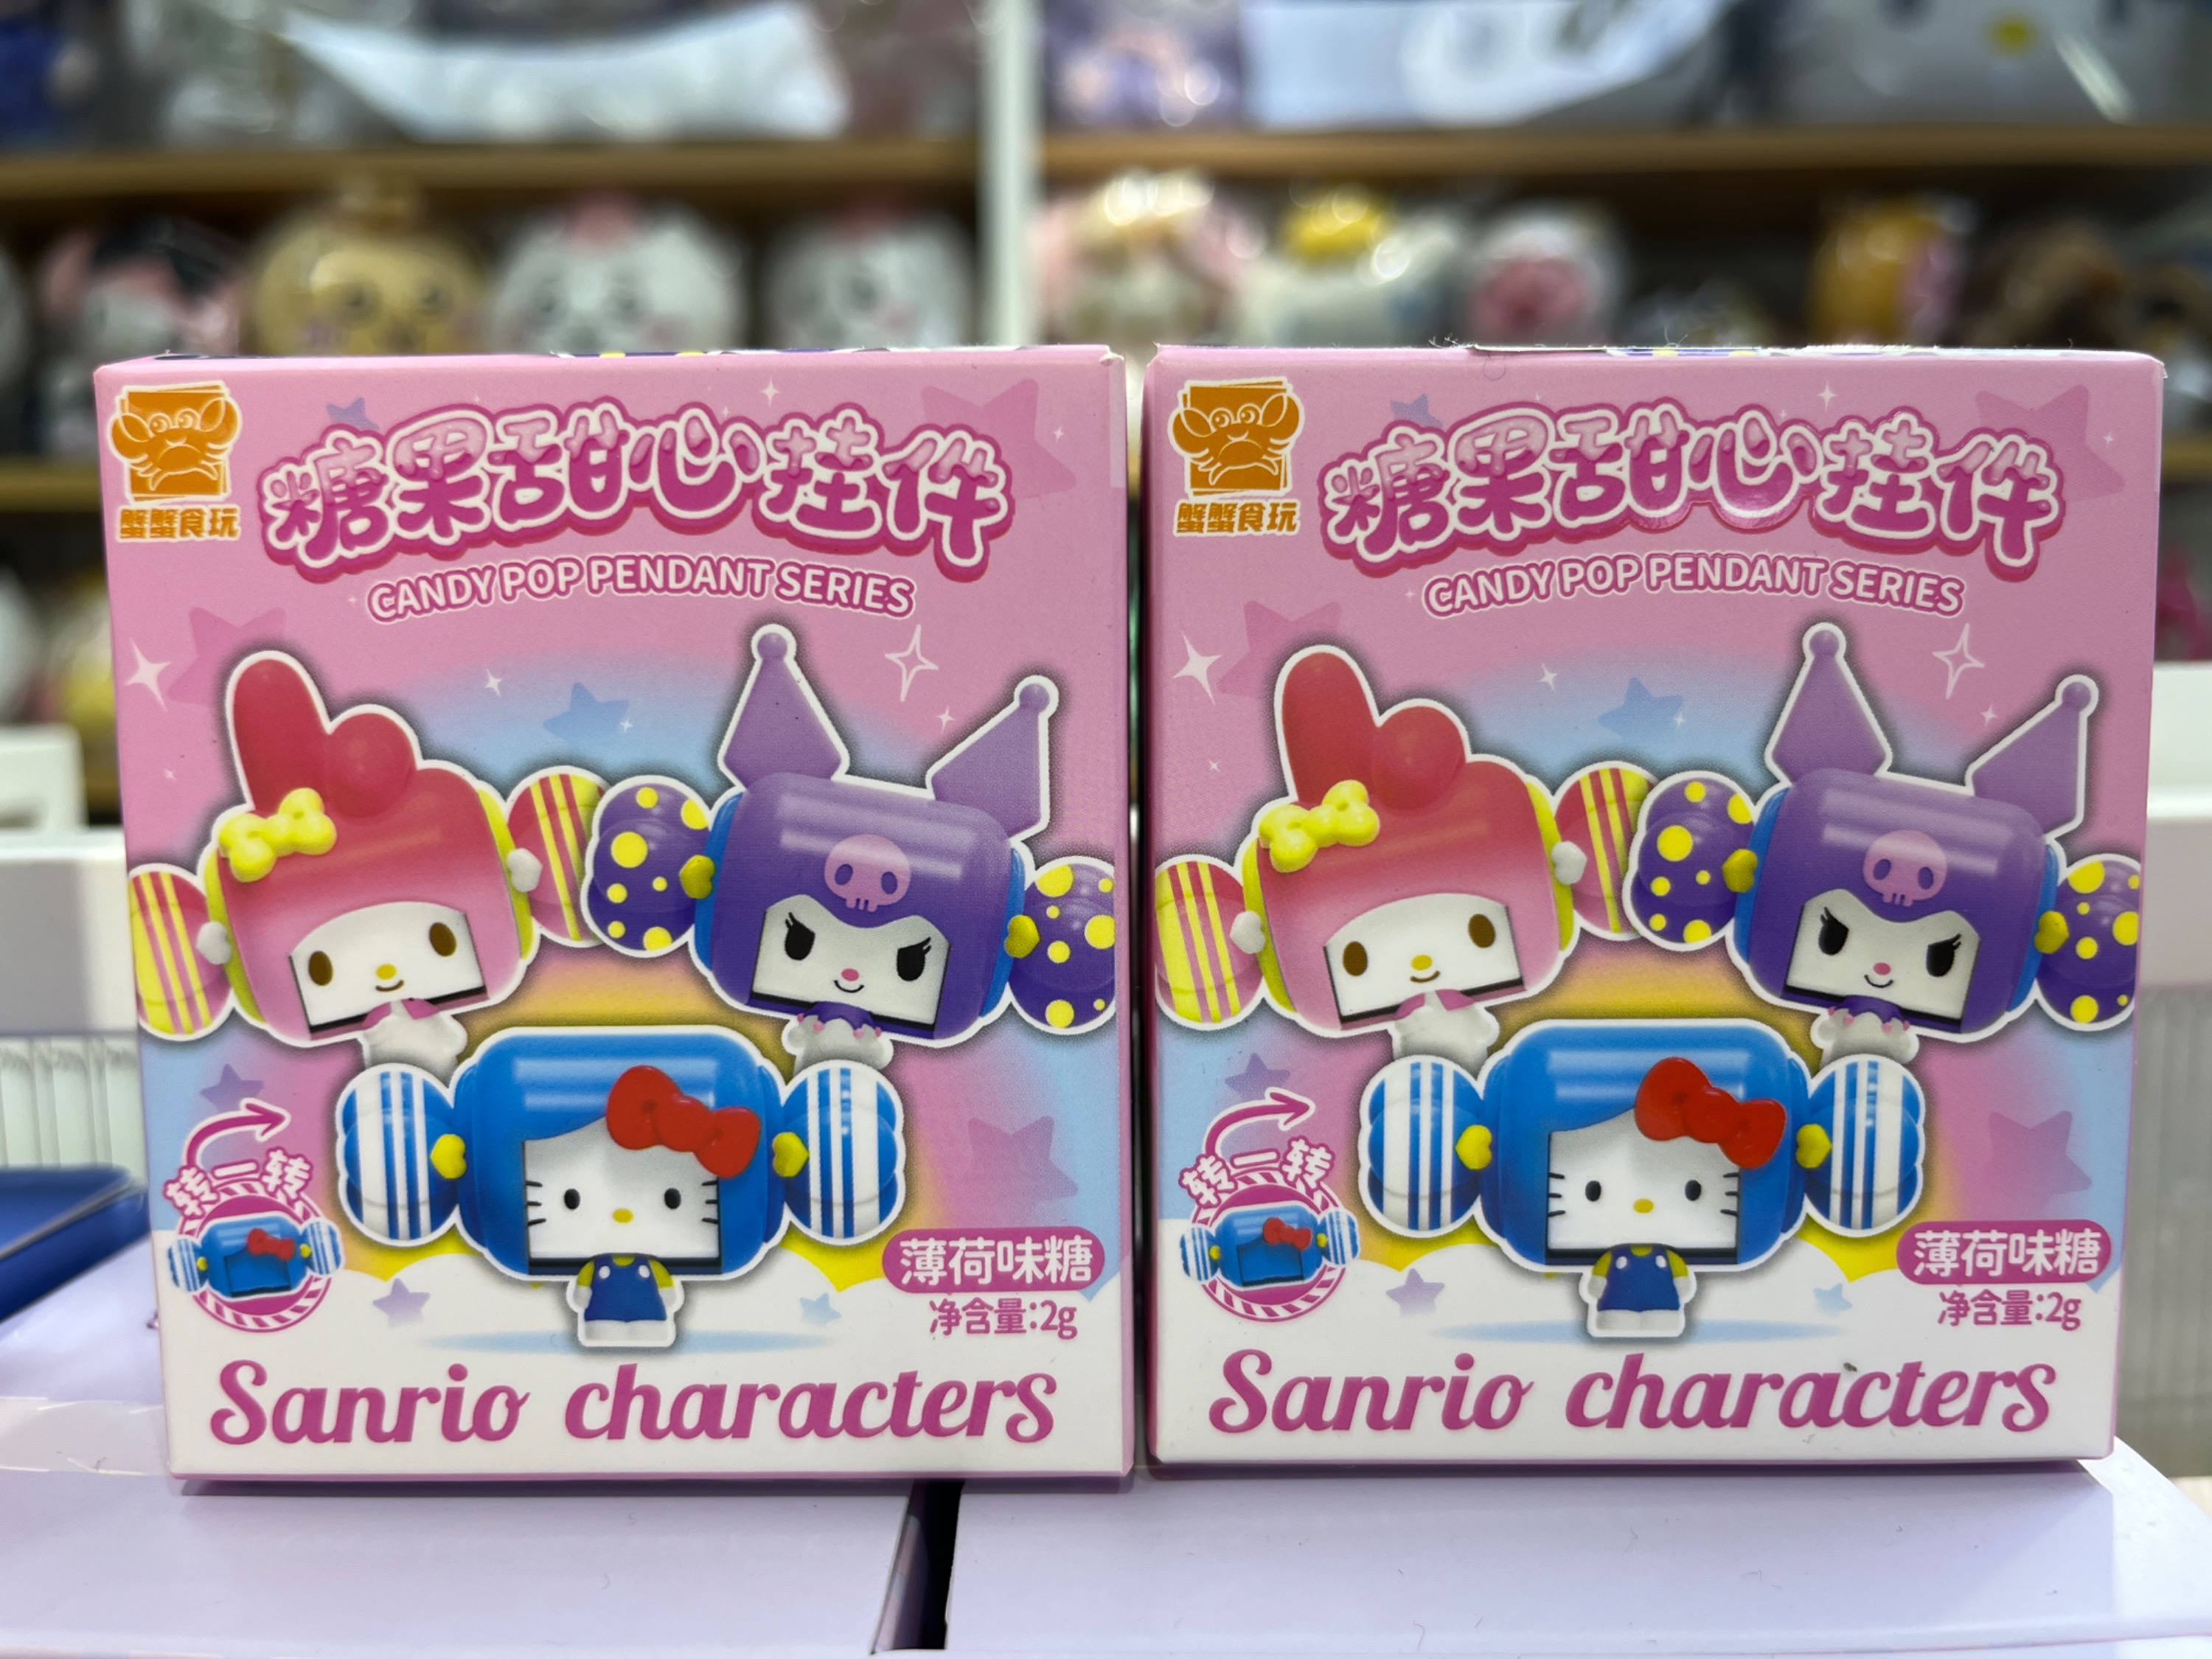 蟹蟹食玩
糖果甜心挂件
CANDY POP PENDANT SERIES
转一转
薄荷味糖
净含量:2g
Sanrio characters
蟹蟹食玩
糖果甜心挂件
CANDY POP PENDANT SERIES
转一转
薄荷味糖
净含量:2g
Sanrio characters